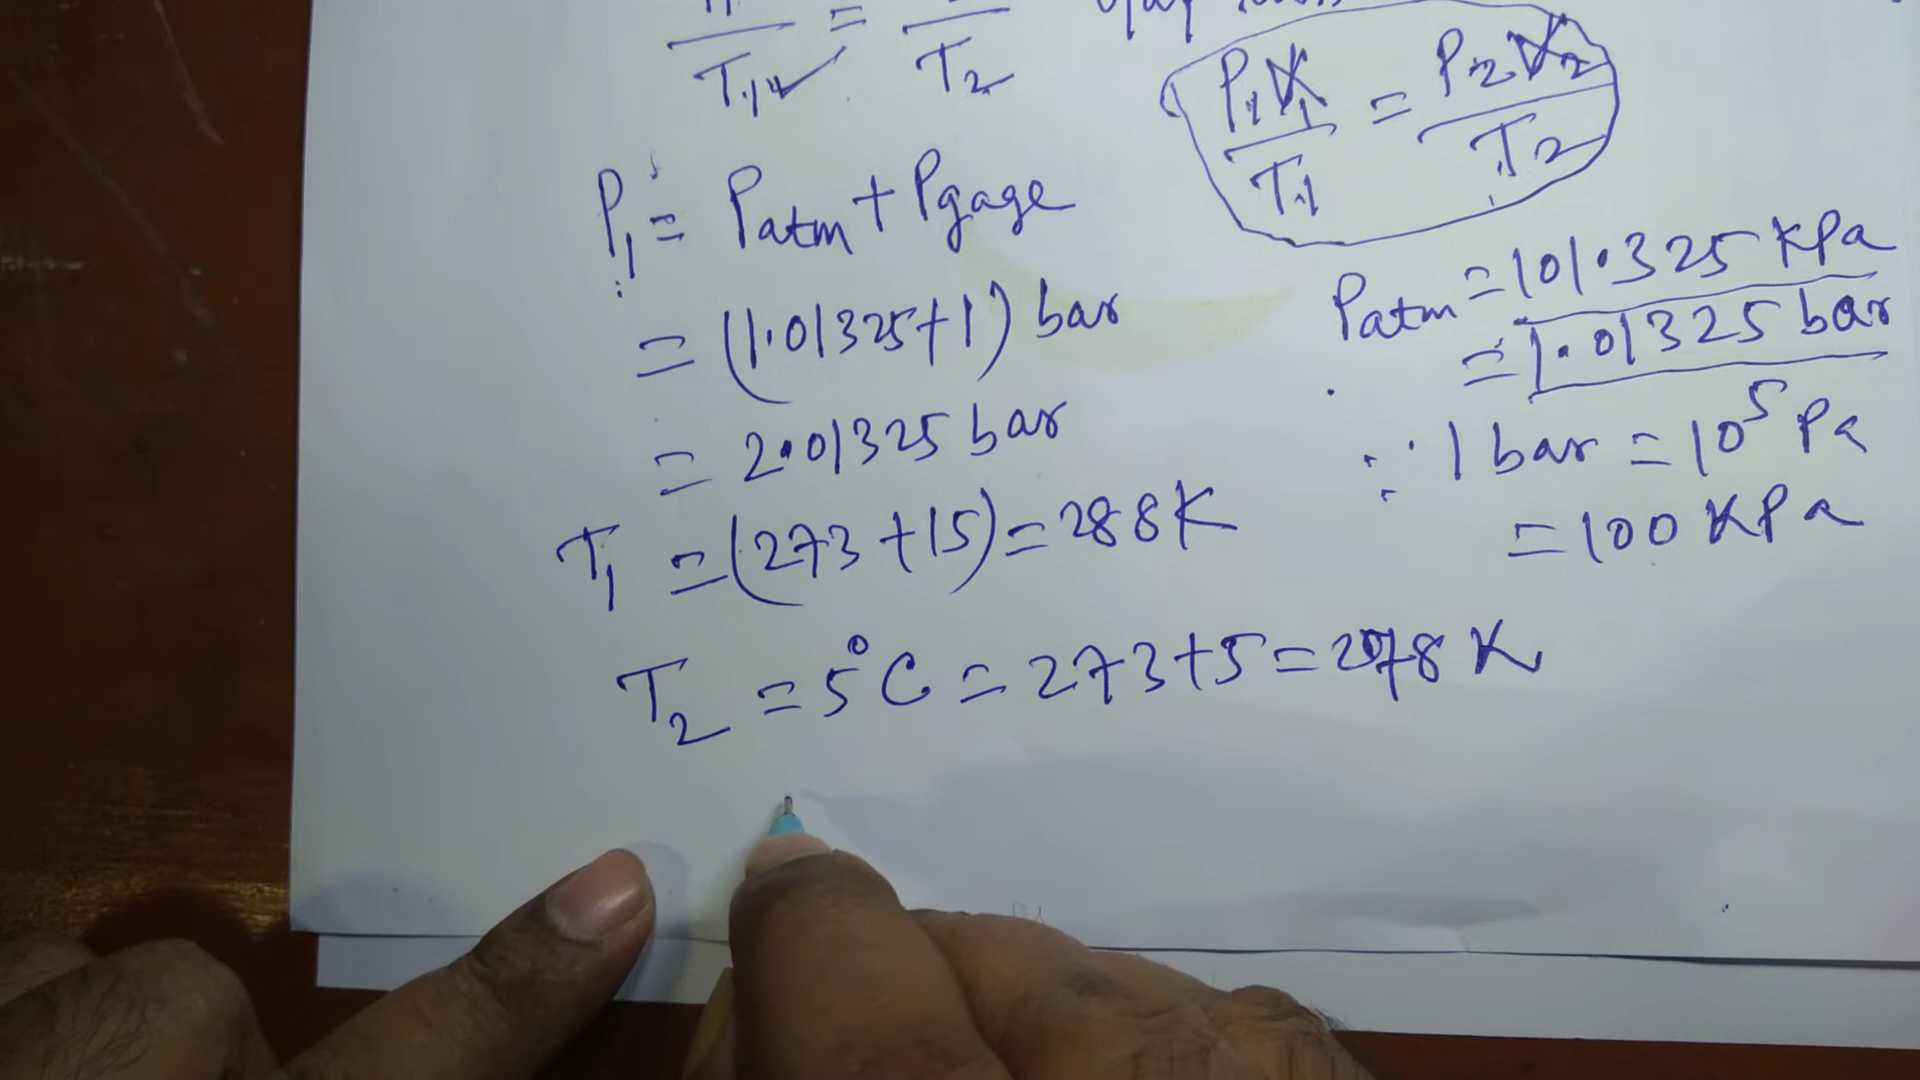 T1 = T2
P1V1/T1 = P2V2/T2
P1 = Patm + Pgage
= (1.01325+1) bar
= 2.01325 bar
T1 = (273+15) = 288K
T2 = 5°C = 273+5 = 278 K
Patm = 101.325 KPa
= 1.01325 bar
∵ 1 bar = 10⁵ Pa
= 100 KPa